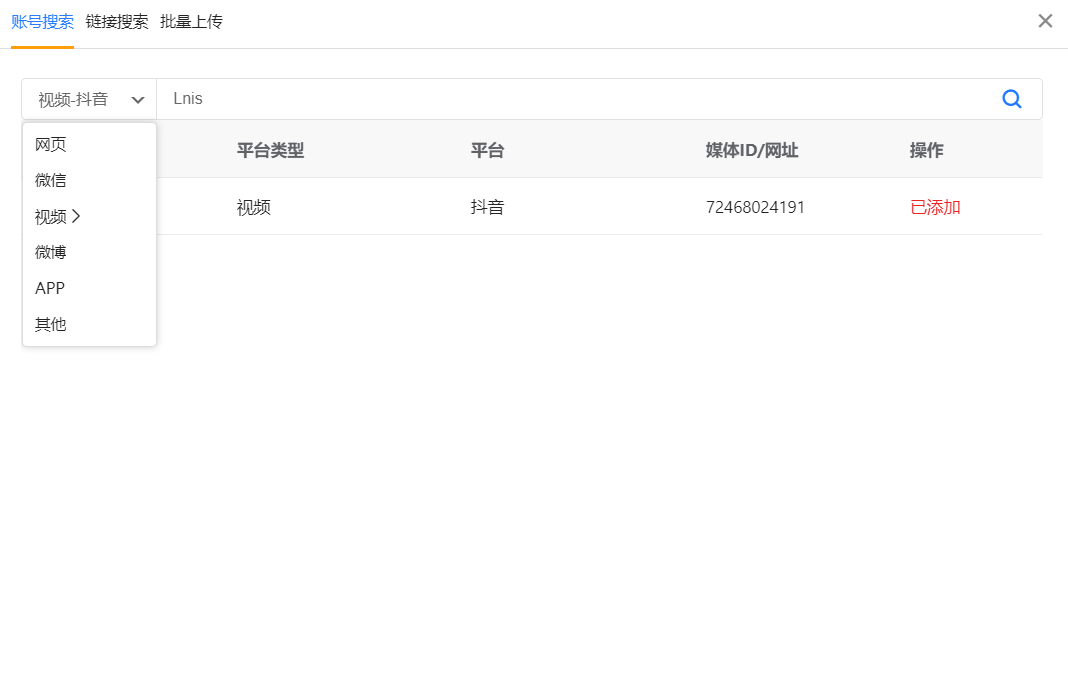 账号搜索 链接搜索 批量上传
视频-抖音 Lnis
平台类型 平台 媒体ID/网址 操作
视频 抖音 72468024191 已添加
网页
微信
视频
微博
APP
其他